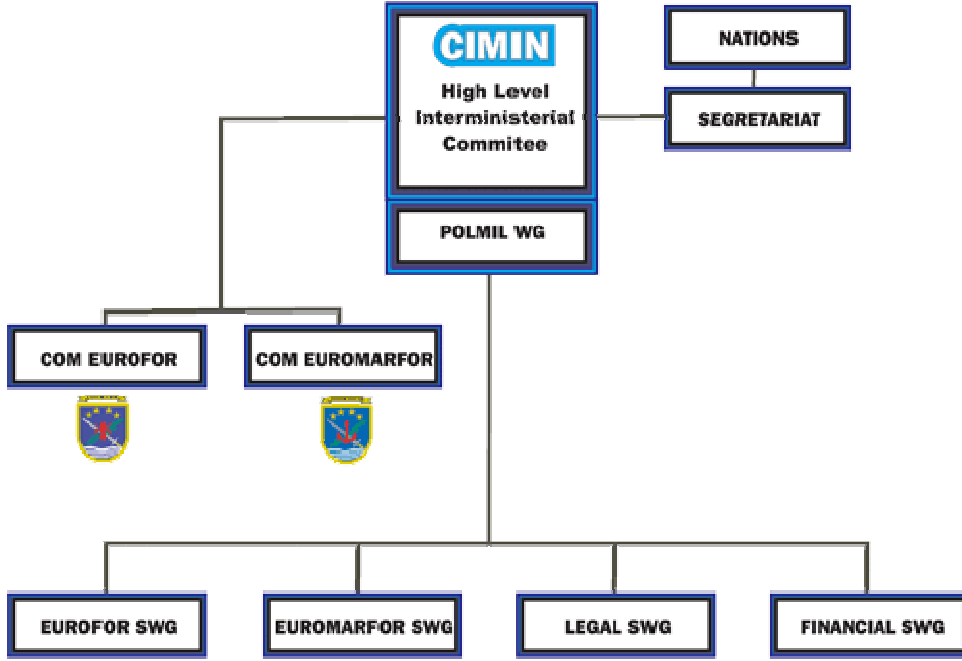 CIMIN
High Level
Interministerial
Commitee
NATIONS
SEGRETARIAT
POLMIL WG
COM EUROFOR
COM EUROMARFOR
EUROFOR SWG
EUROMARFOR SWG
LEGAL SWG
FINANCIAL SWG